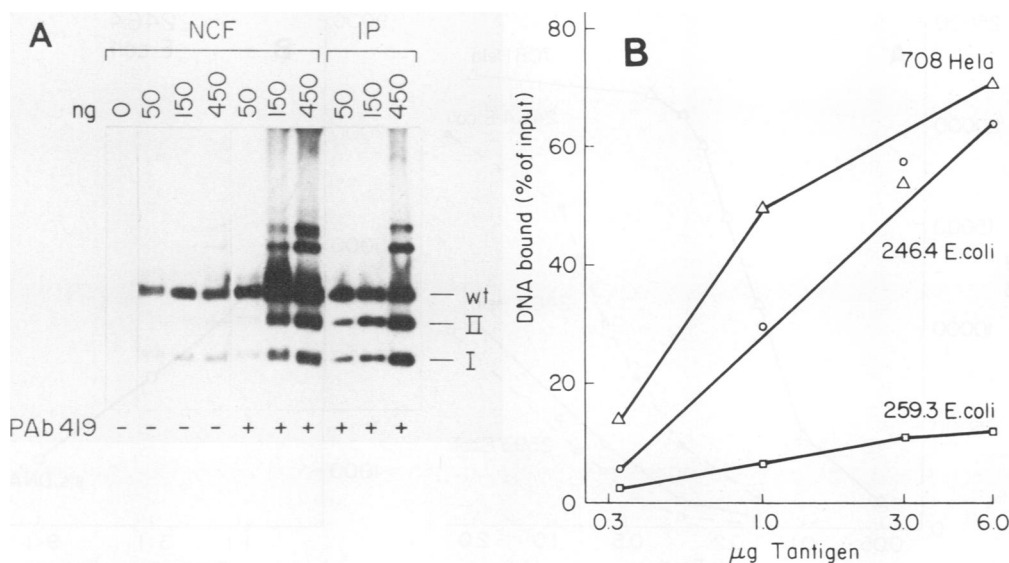 A
NCF IP
ng 0 50 150 450 50 150 450 50 150 450
wt
II
I
PAb 419 – – – – + + + + + +
B
80
60
40
20
0
DNA bound (% of input)
708 Hela
246.4 E.coli
259.3 E.coli
0.3 1.0 3.0 6.0
µg Tantigen